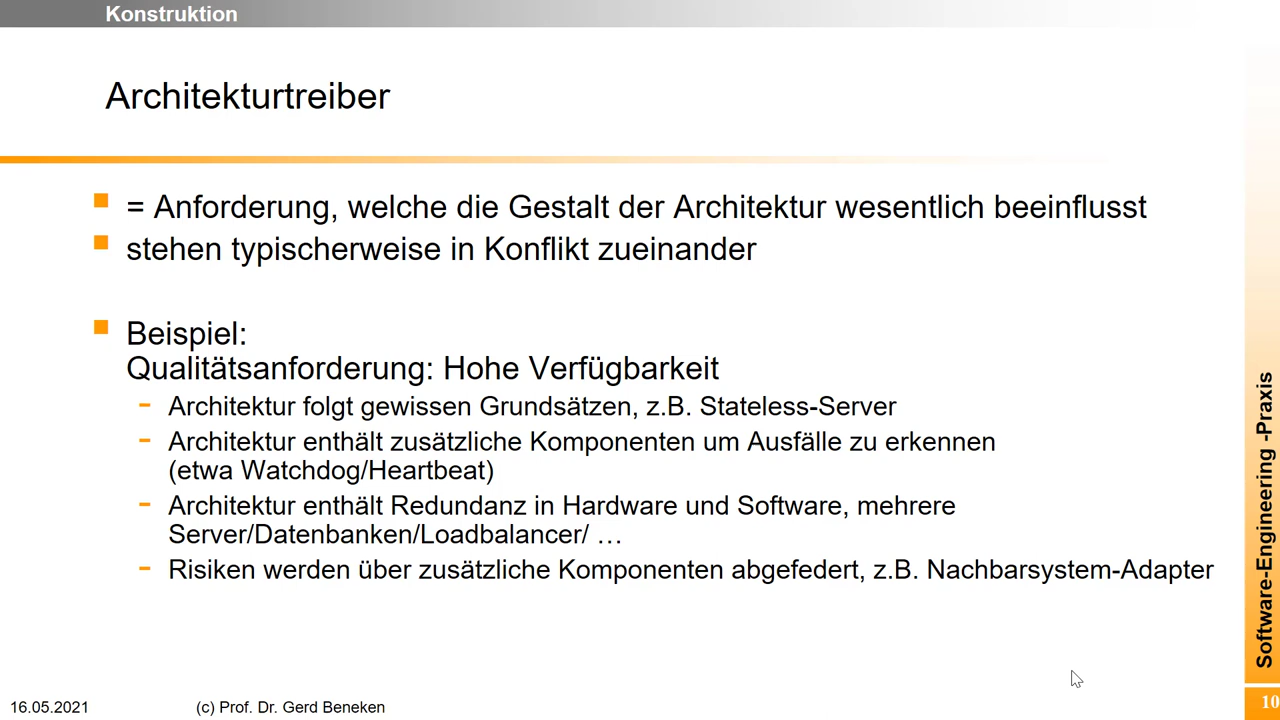 Konstruktion
Architekturtreiber
= Anforderung, welche die Gestalt der Architektur wesentlich beeinflusst
stehen typischerweise in Konflikt zueinander
Beispiel:
Qualitätsanforderung: Hohe Verfügbarkeit
- Architektur folgt gewissen Grundsätzen, z.B. Stateless-Server
- Architektur enthält zusätzliche Komponenten um Ausfälle zu erkennen
(etwa Watchdog/Heartbeat)
- Architektur enthält Redundanz in Hardware und Software, mehrere
Server/Datenbanken/Loadbalancer/ …
- Risiken werden über zusätzliche Komponenten abgefedert, z.B. Nachbarsystem-Adapter
Software-Engineering -Praxis
16.05.2021
(c) Prof. Dr. Gerd Beneken
10